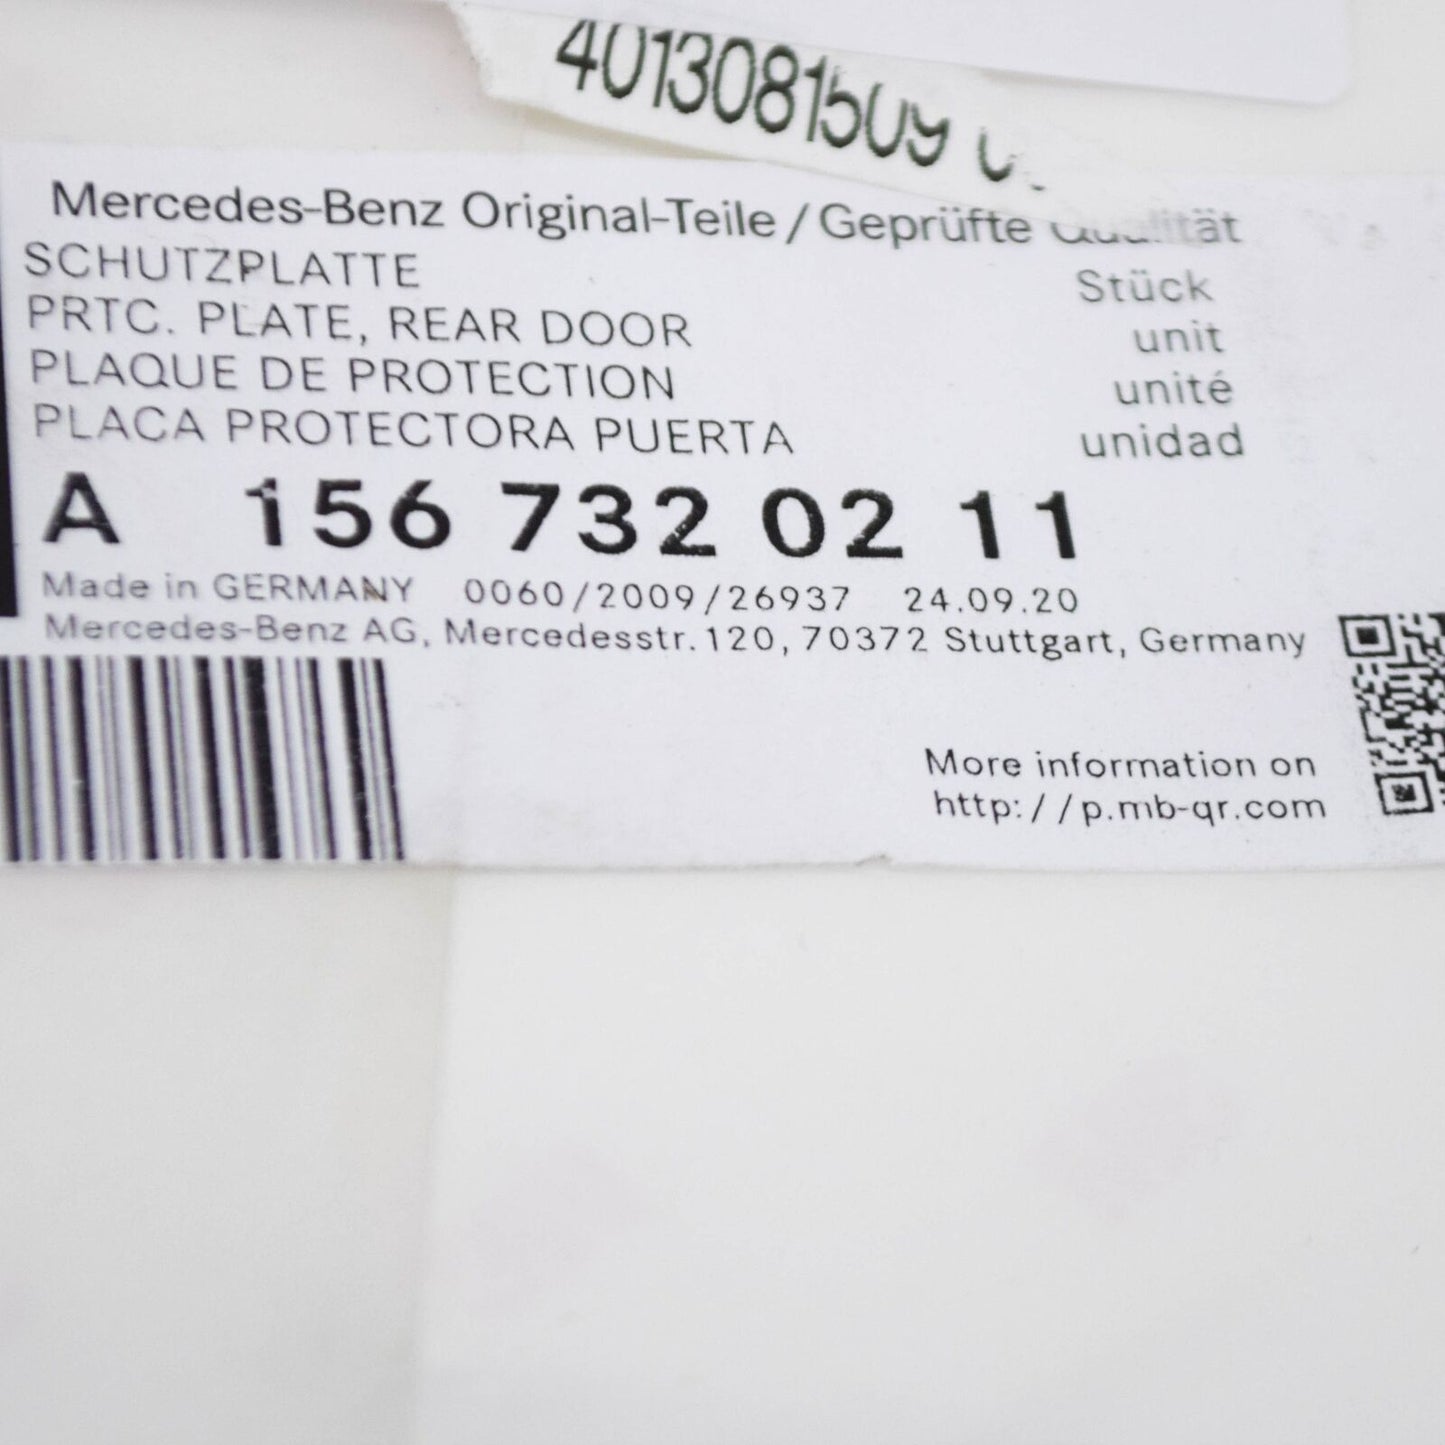 4013081509
Mercedes-Benz Original-Teile / Geprüfte Qualität
SCHUTZPLATTE Stück
PRTC. PLATE, REAR DOOR unit
PLAQUE DE PROTECTION unité
PLACA PROTECTORA PUERTA unidad
A 156 732 02 11
Made in GERMANY 0060/2009/26937 24.09.20
Mercedes-Benz AG, Mercedesstr. 120, 70372 Stuttgart, Germany
More information on
http://p.mb-qr.com